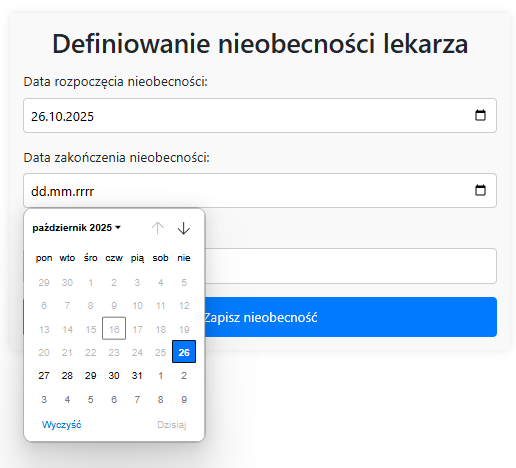 Definiowanie nieobecności lekarza
Data rozpoczęcia nieobecności:
26.10.2025
Data zakończenia nieobecności:
dd.mm.rrrr
październik 2025
pon wto śro czw pią sob nie
29 30 1 2 3 4 5
6 7 8 9 10 11 12
13 14 15 16 17 18 19
20 21 22 23 24 25 26
27 28 29 30 31 1 2
3 4 5 6 7 8 9
Wyczyść Dzisiaj
Zapisz nieobecność